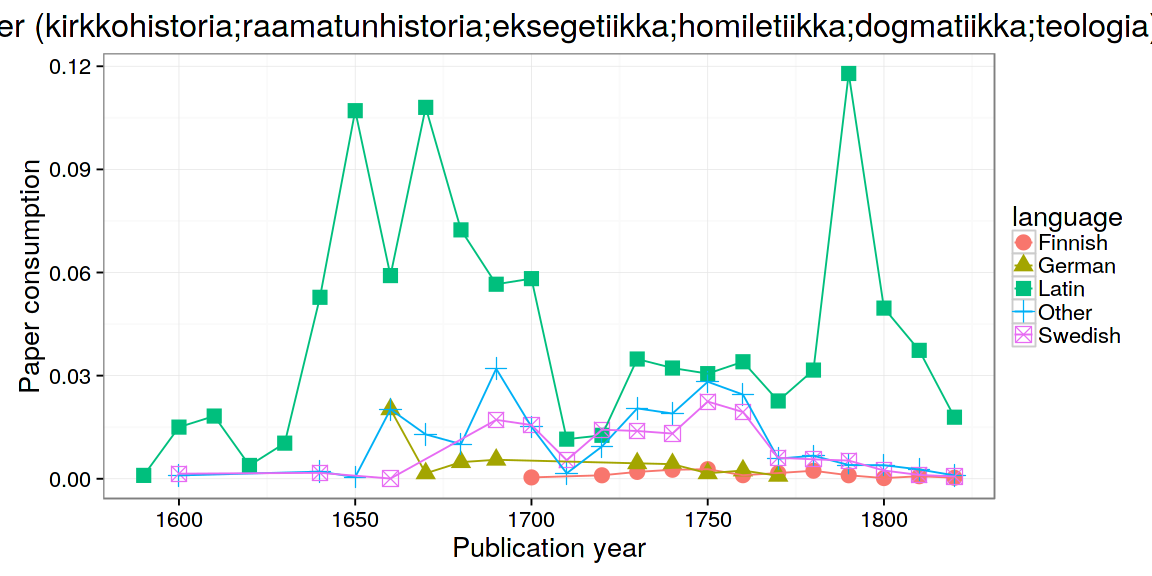 er (kirkkohistoria;raamatunhistoria;eksegetiikka;homiletiikka;dogmatiikka;teologia)
0.12
0.09
0.06
0.03
0.00
Paper consumption
1600 1650 1700 1750 1800
Publication year
language
Finnish
German
Latin
Other
Swedish